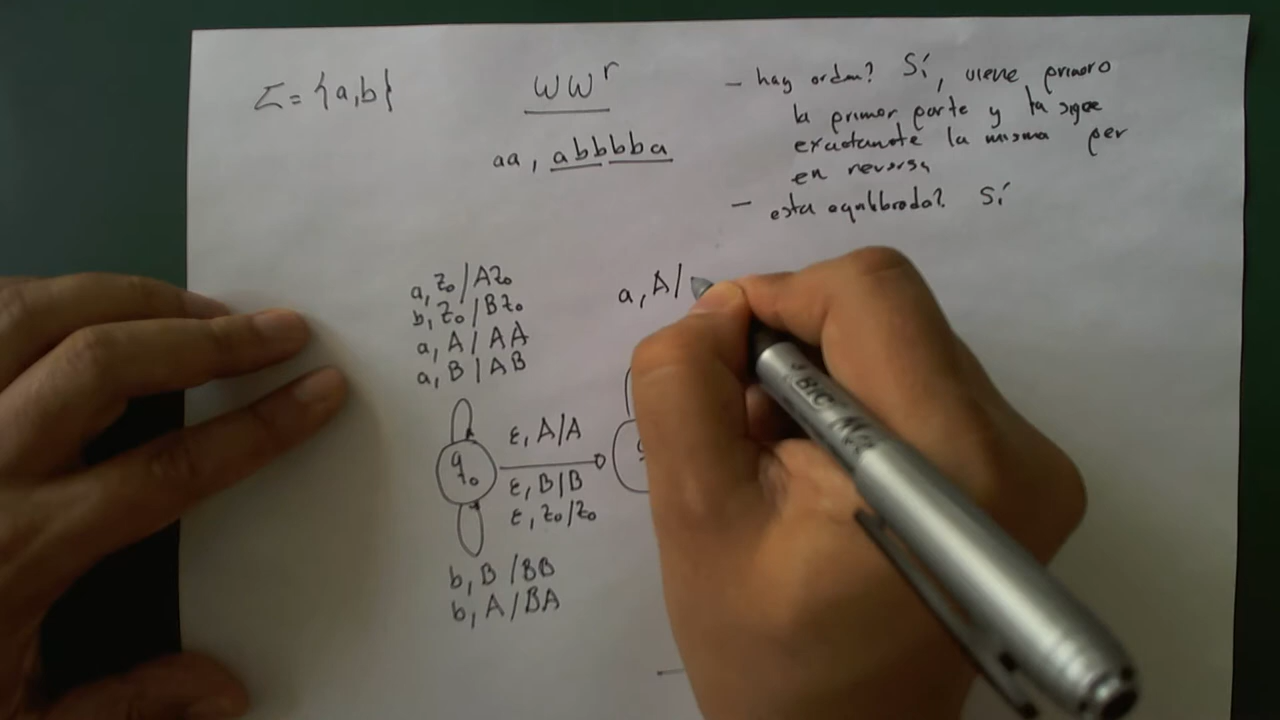 Σ = {a,b}
ww^r
aa, abbbba
- hay orden? Sí, viene primero
la primer parte y la sigue
exactamente la misma per
en reversa
- esta equilibrado? Sí
a, z₀ / Az₀
b, z₀ / Bz₀
a, A / AA
a, B / AB
a, A /
q₀
ε, A/A
ε, B/B
ε, z₀/z₀
b, B / BB
b, A / BA
BIC